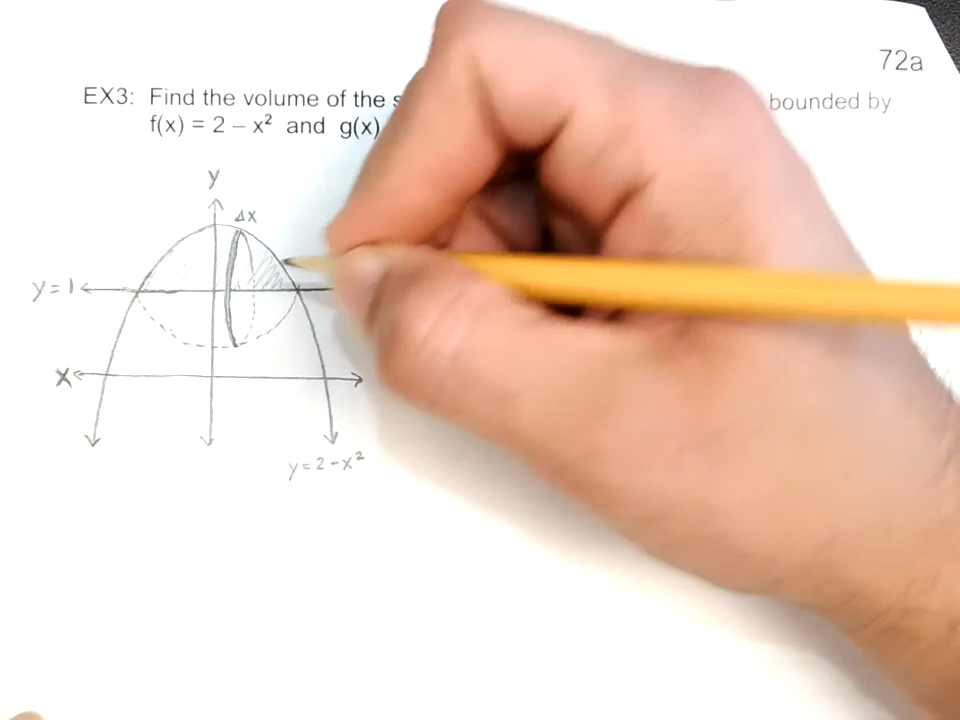 72a
EX3: Find the volume of the bounded by
f(x) = 2 – x² and g(x)
y
Δx
y=1
x
y=2-x²